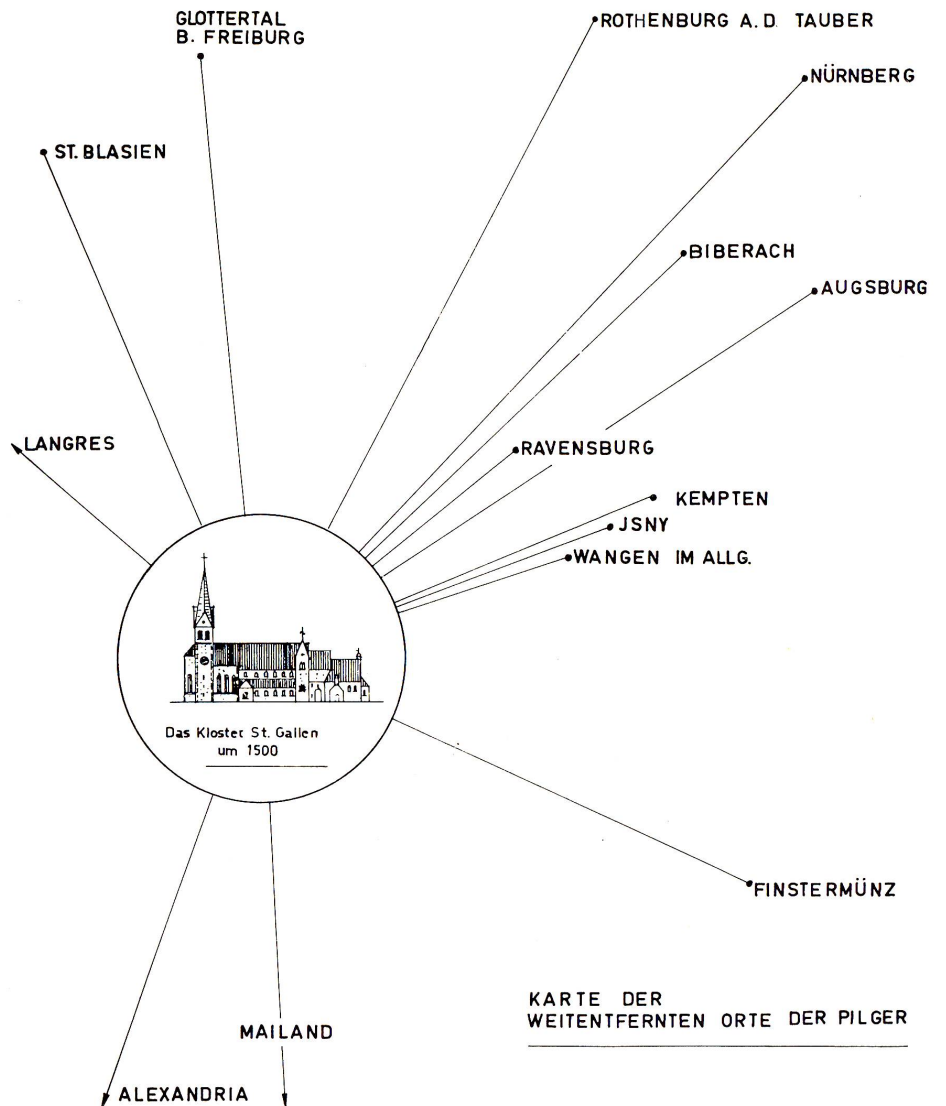 GLOTTERTAL
B. FREIBURG
ROTHENBURG A.D. TAUBER
NÜRNBERG
ST. BLASIEN
BIBERACH
AUGSBURG
LANGRES
RAVENSBURG
KEMPTEN
JSNY
WANGEN IM ALLG.
Das Kloster St. Gallen
um 1500
FINSTERMÜNZ
KARTE DER
WEITENTFERNTEN ORTE DER PILGER
MAILAND
ALEXANDRIA